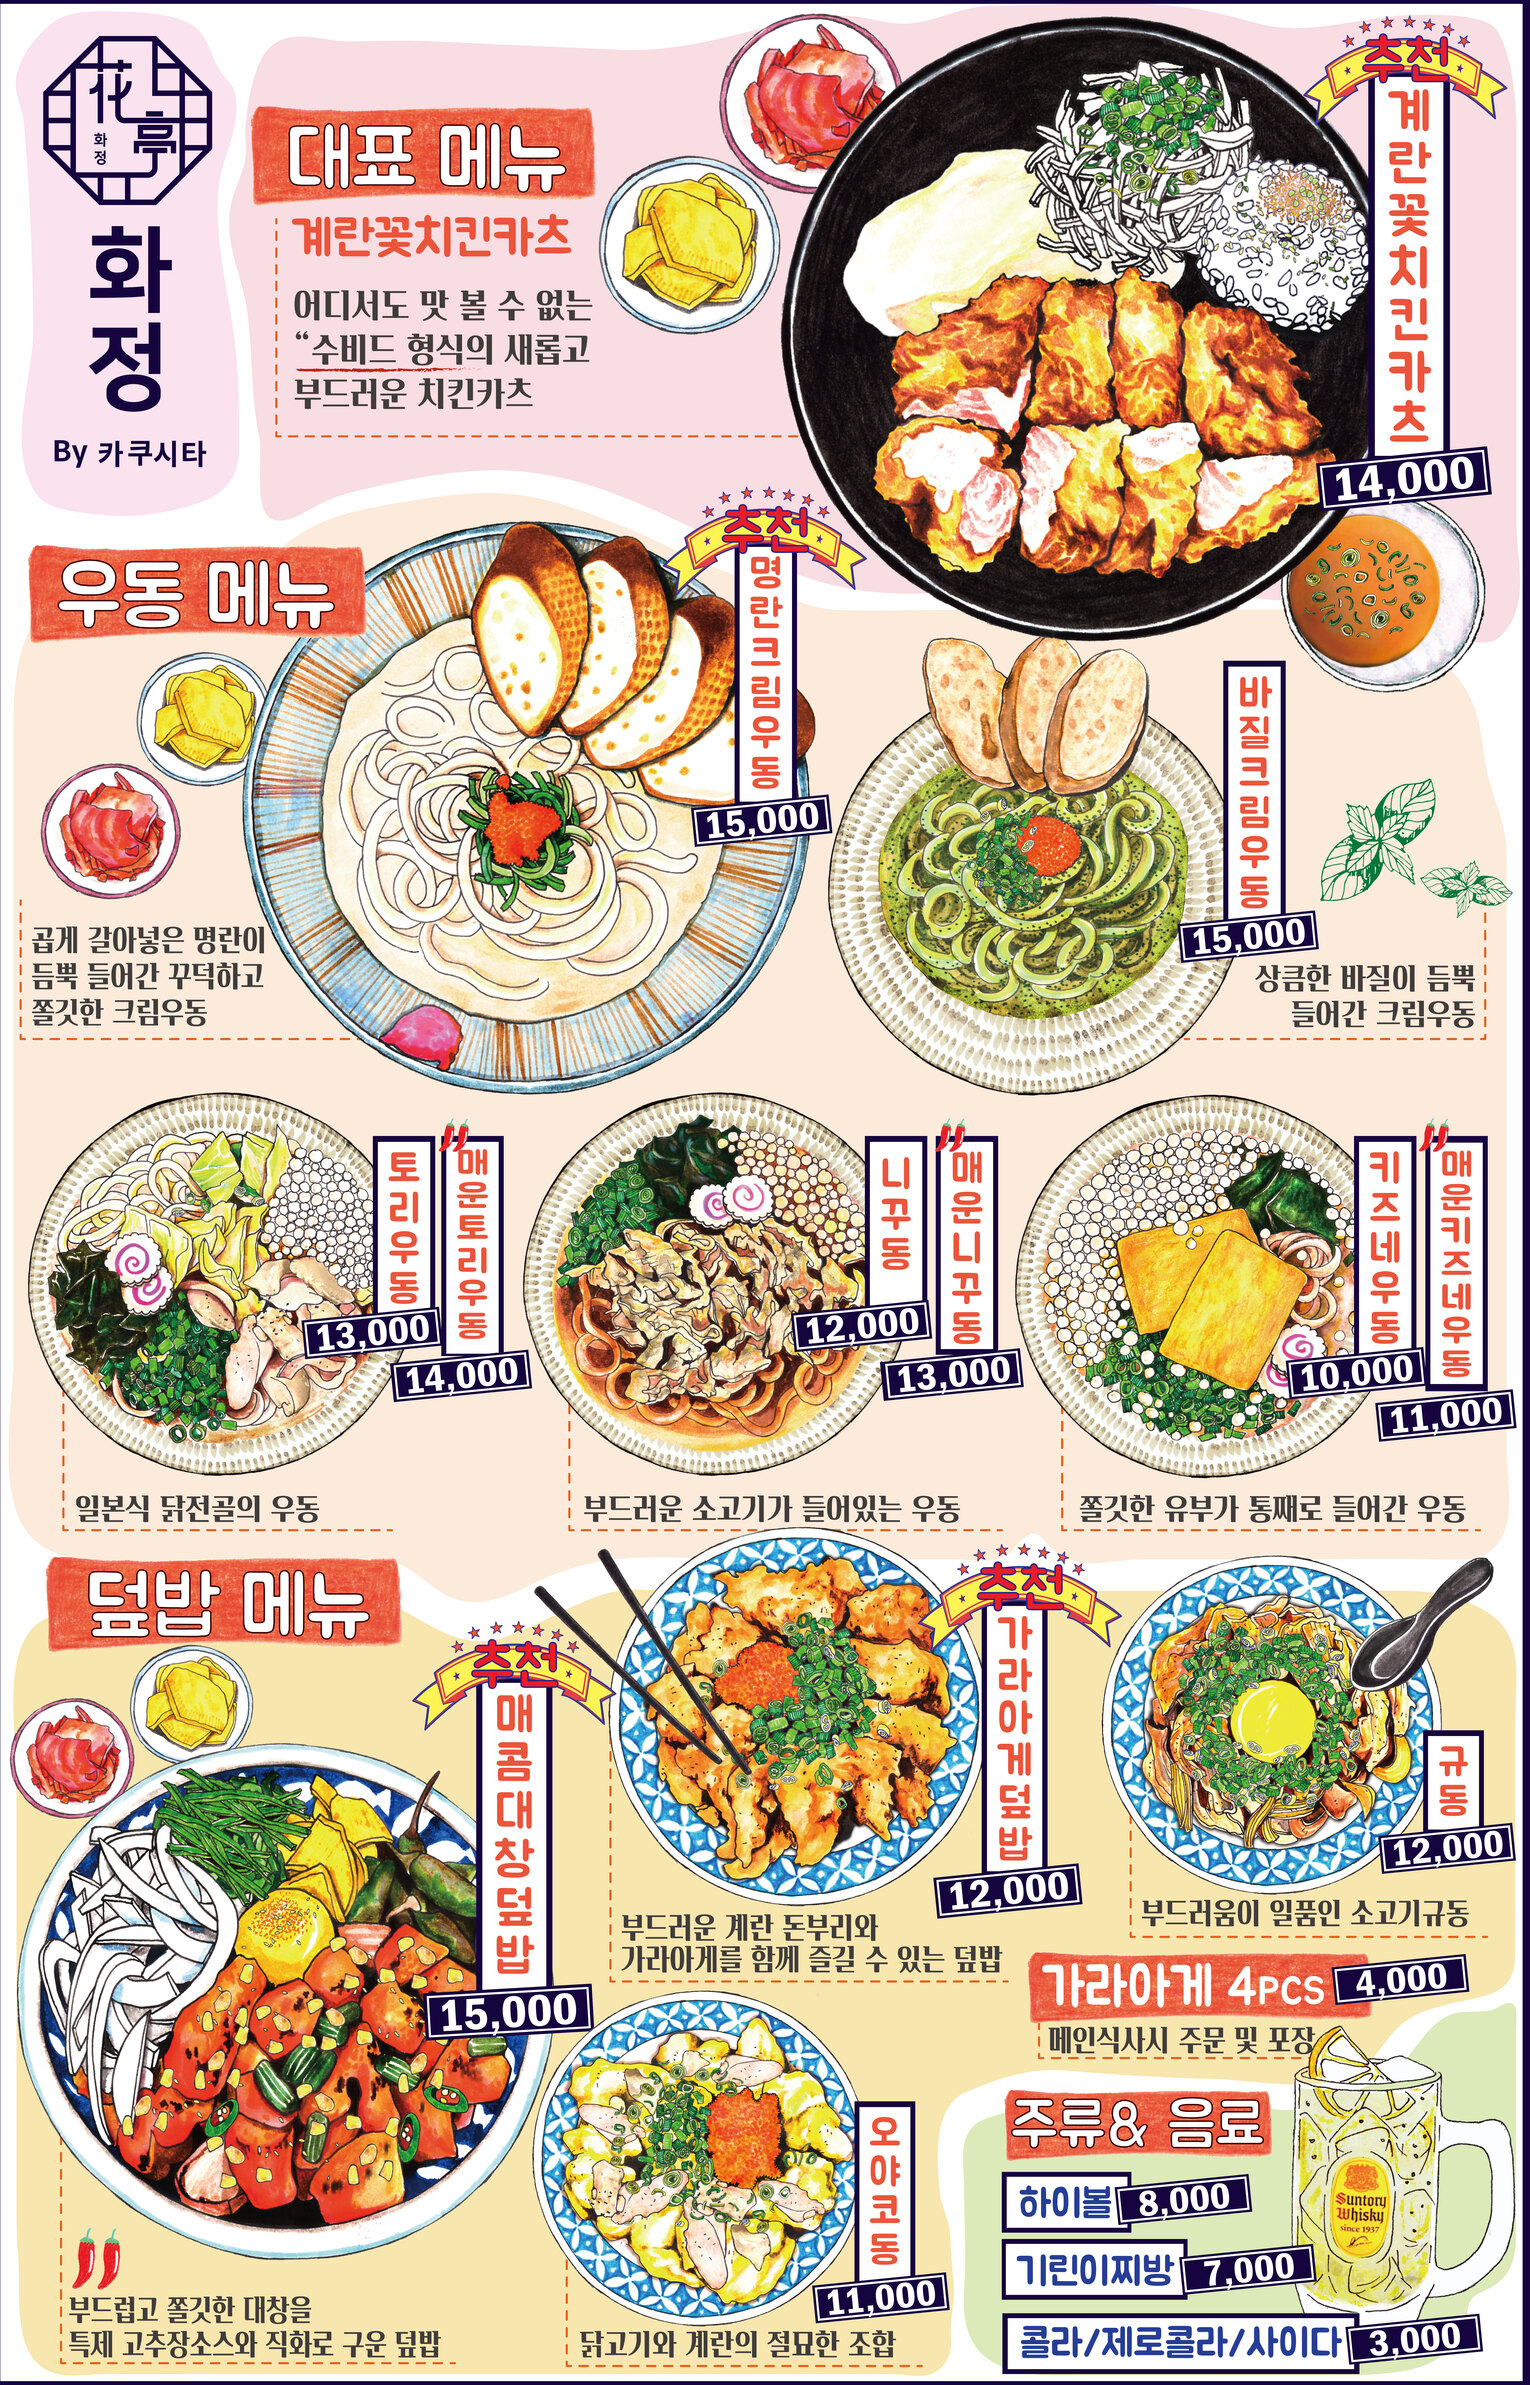 花亭
화정
화정
By 카쿠시타
대표 메뉴
계란꽃치킨카츠
어디서도 맛 볼 수 없는
“수비드 형식의 새롭고
부드러운 치킨카츠
추천
계란꽃치킨카츠
14,000
우동 메뉴
추천
명란크림우동
15,000
곱게 갈아넣은 명란이
듬뿍 들어간 꾸덕하고
쫄깃한 크림우동
바질크림우동
15,000
상큼한 바질이 듬뿍
들어간 크림우동
토리우동
13,000
매운토리우동
14,000
일본식 닭전골의 우동
니꾸동
12,000
매운니꾸동
13,000
부드러운 소고기가 들어있는 우동
키즈네우동
10,000
매운키즈네우동
11,000
쫄깃한 유부가 통째로 들어간 우동
덮밥 메뉴
추천
매콤대창덮밥
15,000
부드럽고 쫄깃한 대창을
특제 고추장소스와 직화로 구운 덮밥
추천
가라아게덮밥
12,000
부드러운 계란 돈부리와
가라아게를 함께 즐길 수 있는 덮밥
규동
12,000
부드러움이 일품인 소고기규동
오야코동
11,000
닭고기와 계란의 절묘한 조합
가라아게 4PCS 4,000
메인식사시 주문 및 포장
주류& 음료
하이볼 8,000
기린이찌방 7,000
콜라/제로콜라/사이다 3,000
Suntory
Whisky
since 1937